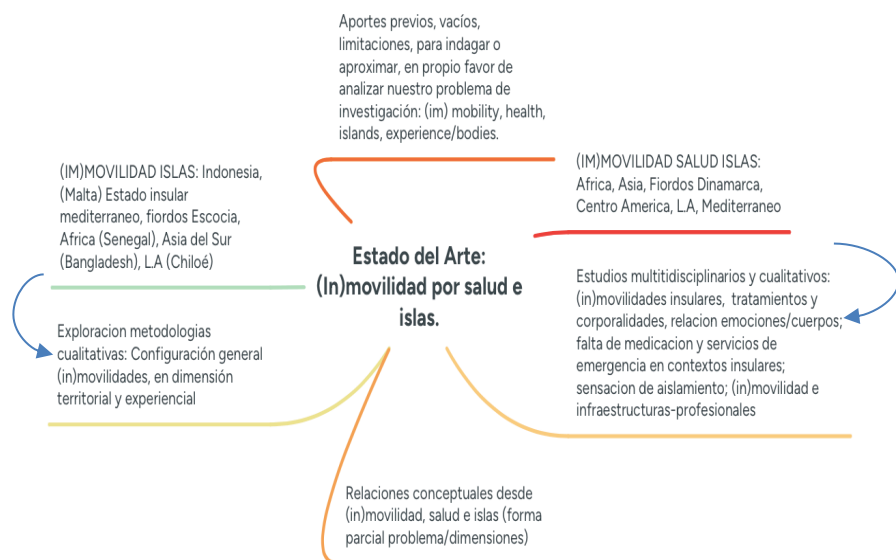 Aportes previos, vacíos,
limitaciones, para indagar o
aproximar, en propio favor de
analizar nuestro problema de
investigación: (im) mobility, health,
islands, experience/bodies.
(IM)MOVILIDAD ISLAS: Indonesia,
(Malta) Estado insular
mediterraneo, fiordos Escocia,
Africa (Senegal), Asia del Sur
(Bangladesh), L.A (Chiloé)
(IM)MOVILIDAD SALUD ISLAS:
Africa, Asia, Fiordos Dinamarca,
Centro America, L.A, Mediterraneo
Estado del Arte:
(In)movilidad por salud e
islas.
Exploracion metodologias
cualitativas: Configuración general
(in)movilidades, en dimensión
territorial y experiencial
Estudios multitidisciplinarios y cualitativos:
(in)movilidades insulares, tratamientos y
corporalidades, relacion emociones/cuerpos;
falta de medicacion y servicios de
emergencia en contextos insulares;
sensacion de aislamiento; (in)movilidad e
infraestructuras-profesionales
Relaciones conceptuales desde
(in)movilidad, salud e islas (forma
parcial problema/dimensiones)